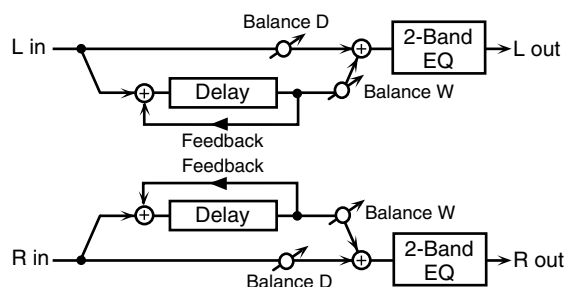 Balance D
L in
2-Band
EQ
L out
Delay
Balance W
Feedback
Feedback
Delay
Balance W
R in
2-Band
EQ
R out
Balance D